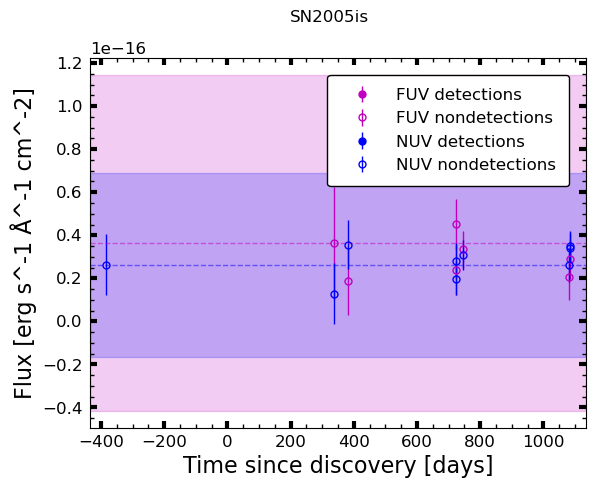 SN2005is
1e−16
1.2
1.0
0.8
0.6
0.4
0.2
0.0
−0.2
−0.4
Flux [erg s^-1 Å^-1 cm^-2]
FUV detections
FUV nondetections
NUV detections
NUV nondetections
−400 −200 0 200 400 600 800 1000
Time since discovery [days]